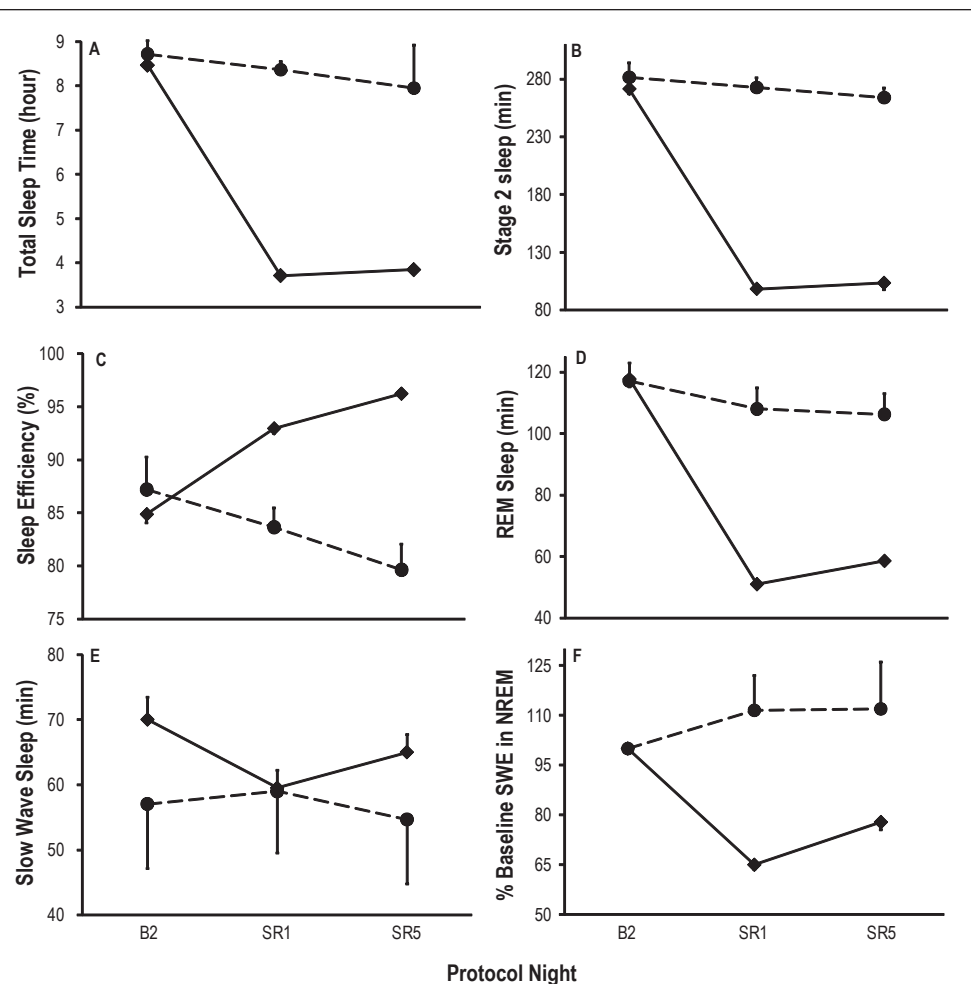 A
Total Sleep Time (hour)
9
8
7
6
5
4
3
B
Stage 2 sleep (min)
280
230
180
130
80
C
Sleep Efficiency (%)
100
95
90
85
80
75
D
REM Sleep (min)
120
100
80
60
40
E
Slow Wave Sleep (min)
80
70
60
50
40
B2 SR1 SR5
F
% Baseline SWE in NREM
125
110
95
80
65
50
B2 SR1 SR5
Protocol Night